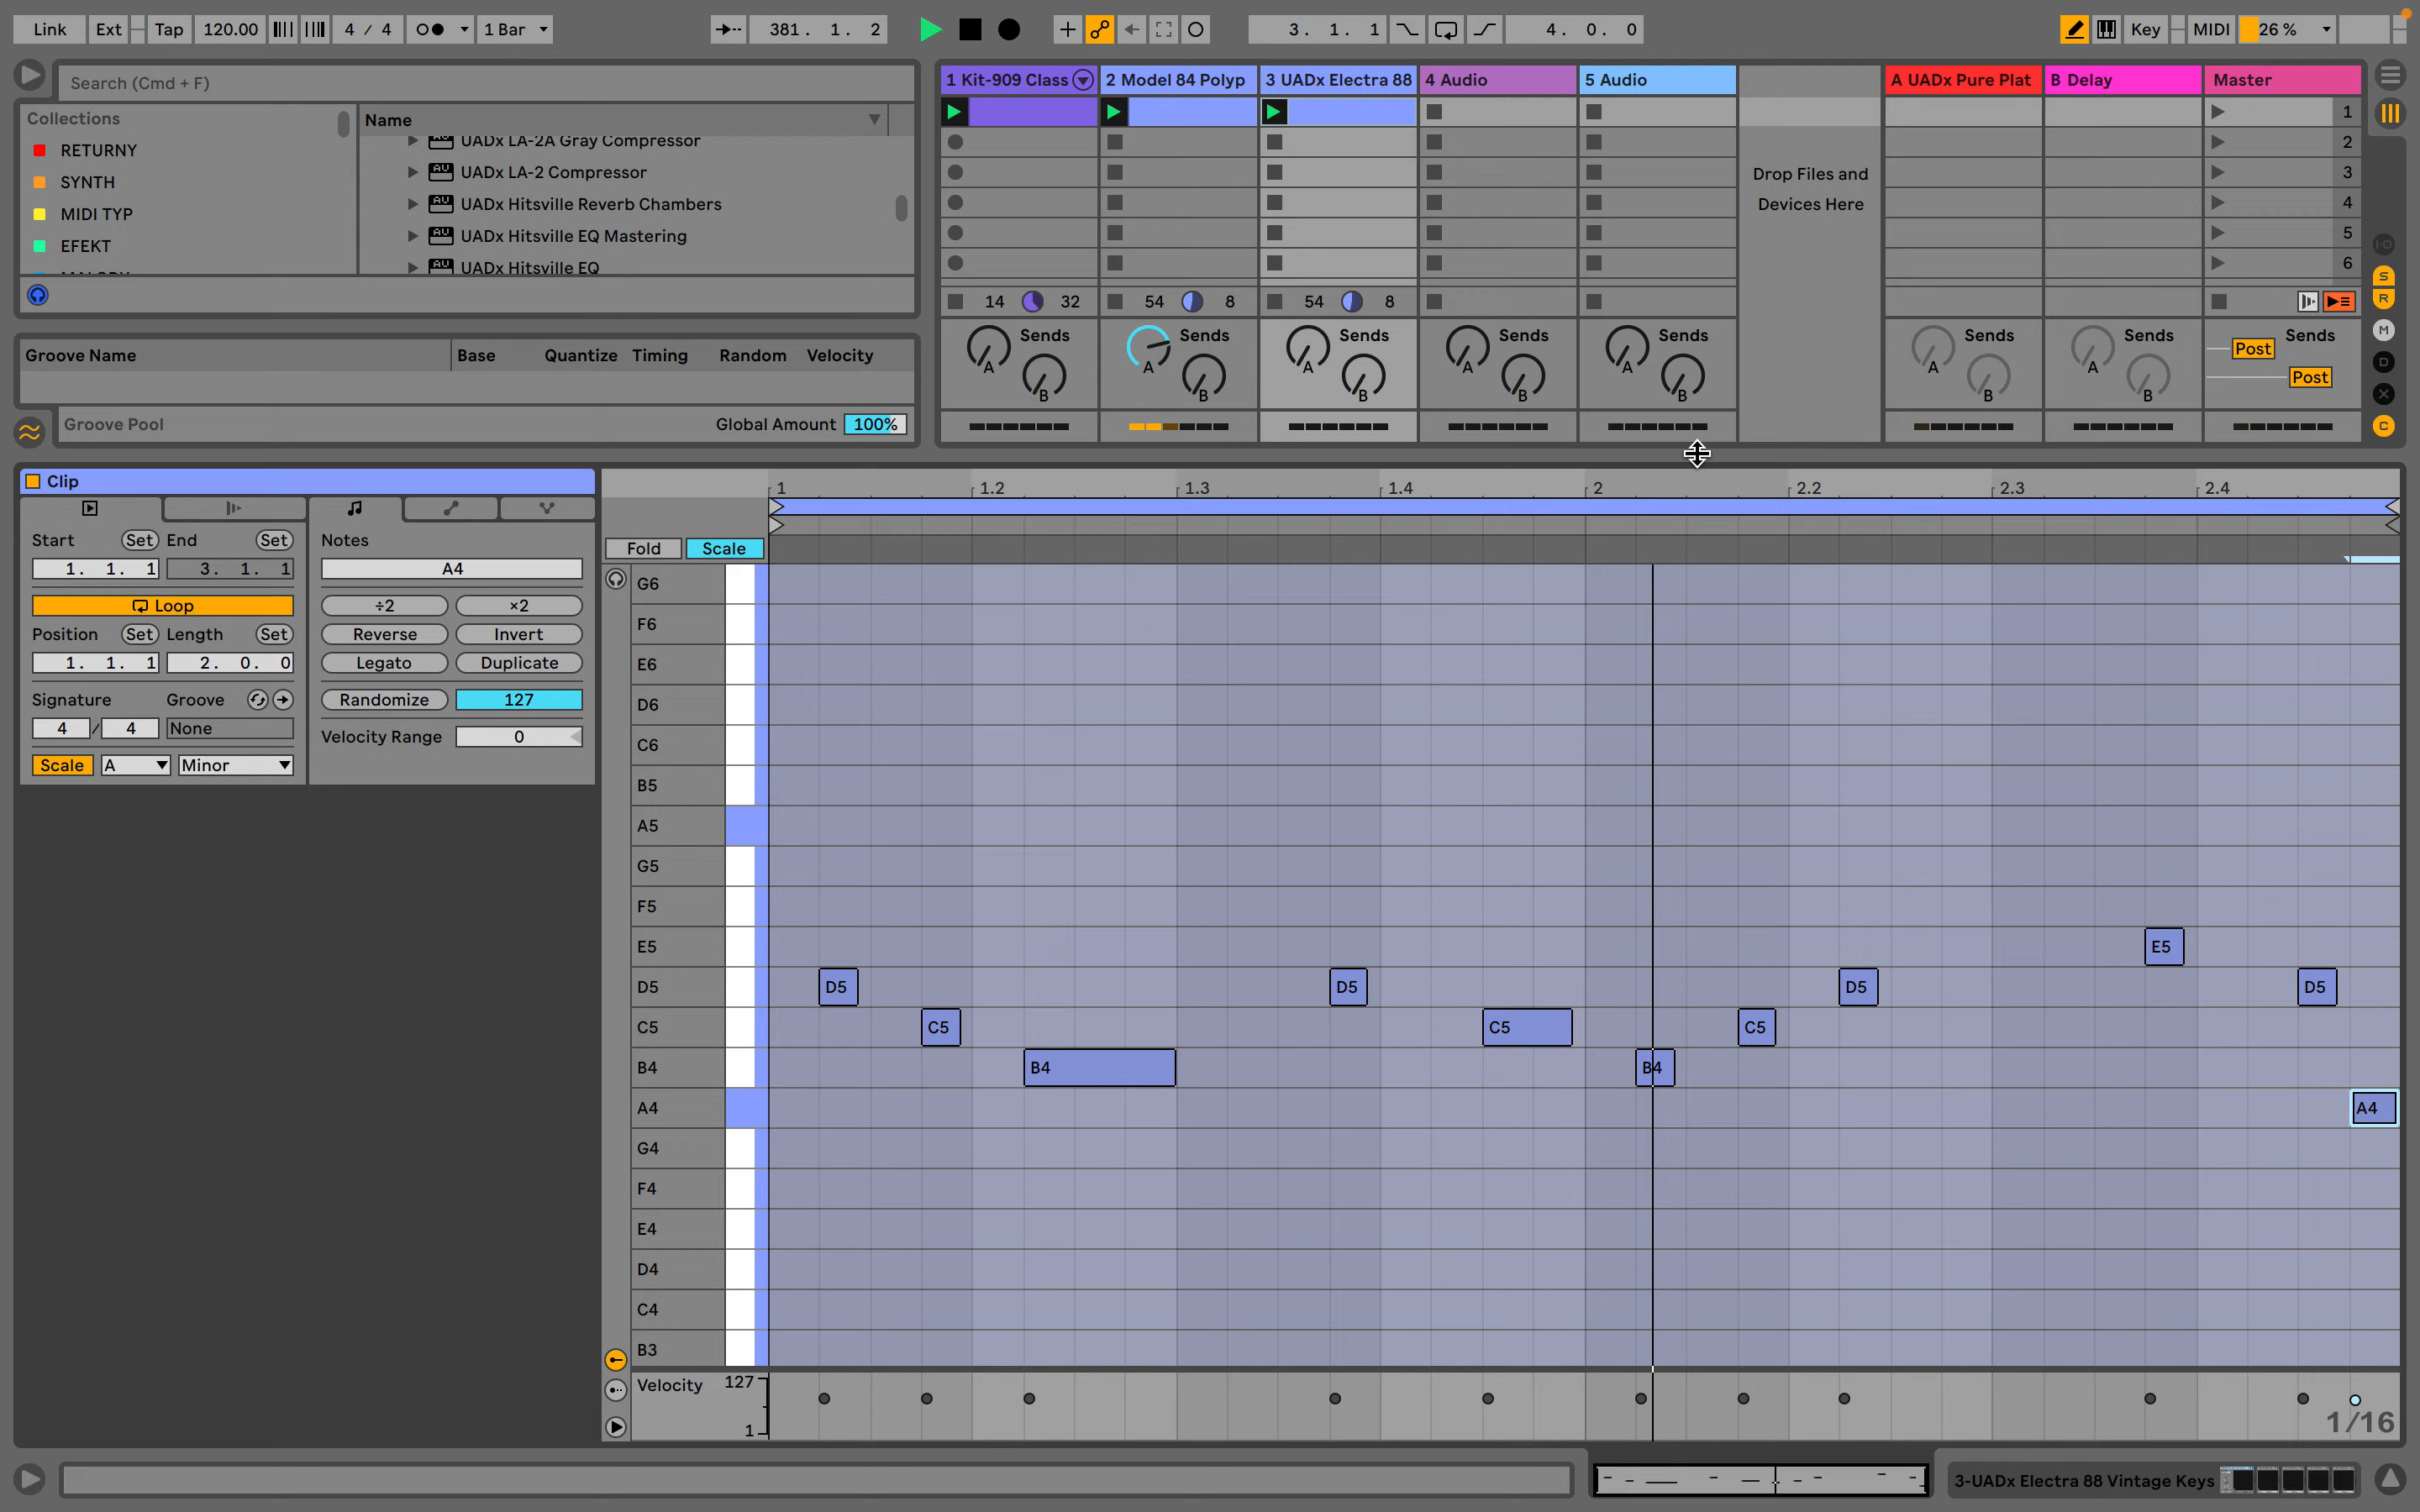 Link Ext Tap 120.00 4 / 4 1 Bar 381. 1. 2 3. 1. 1 4. 0. 0 Key MIDI 26 %
Search (Cmd + F)
Collections
RETURNY
SYNTH
MIDI TYP
EFEKT
Name
UADx LA-2A Gray Compressor
UADx LA-2 Compressor
UADx Hitsville Reverb Chambers
UADx Hitsville EQ Mastering
UADx Hitsville EQ
Groove Name Base Quantize Timing Random Velocity
Groove Pool Global Amount 100%
1 Kit-909 Class 2 Model 84 Polyp 3 UADx Electra 88 4 Audio 5 Audio A UADx Pure Plat B Delay Master
1
2
3
4
5
6
Drop Files and
Devices Here
14 32 54 8 54 8
Sends Sends Sends Sends Sends Sends Sends Sends
A A A A A A A Post
B B B B B B B Post
I·O
S
R
M
D
X
C
Clip
Start Set End Set
1. 1. 1 3. 1. 1
Loop
Position Set Length Set
1. 1. 1 2. 0. 0
Signature Groove
4 / 4 None
Scale A Minor
Notes
A4
÷2 ×2
Reverse Invert
Legato Duplicate
Randomize 127
Velocity Range 0
1 1.2 1.3 1.4 2 2.2 2.3 2.4
Fold Scale
G6
F6
E6
D6
C6
B5
A5
G5
F5
E5 E5
D5 D5 D5 D5 D5
C5 C5 C5 C5
B4 B4 B4
A4 A4
G4
F4
E4
D4
C4
B3
Velocity 127
1
1/16
3-UADx Electra 88 Vintage Keys